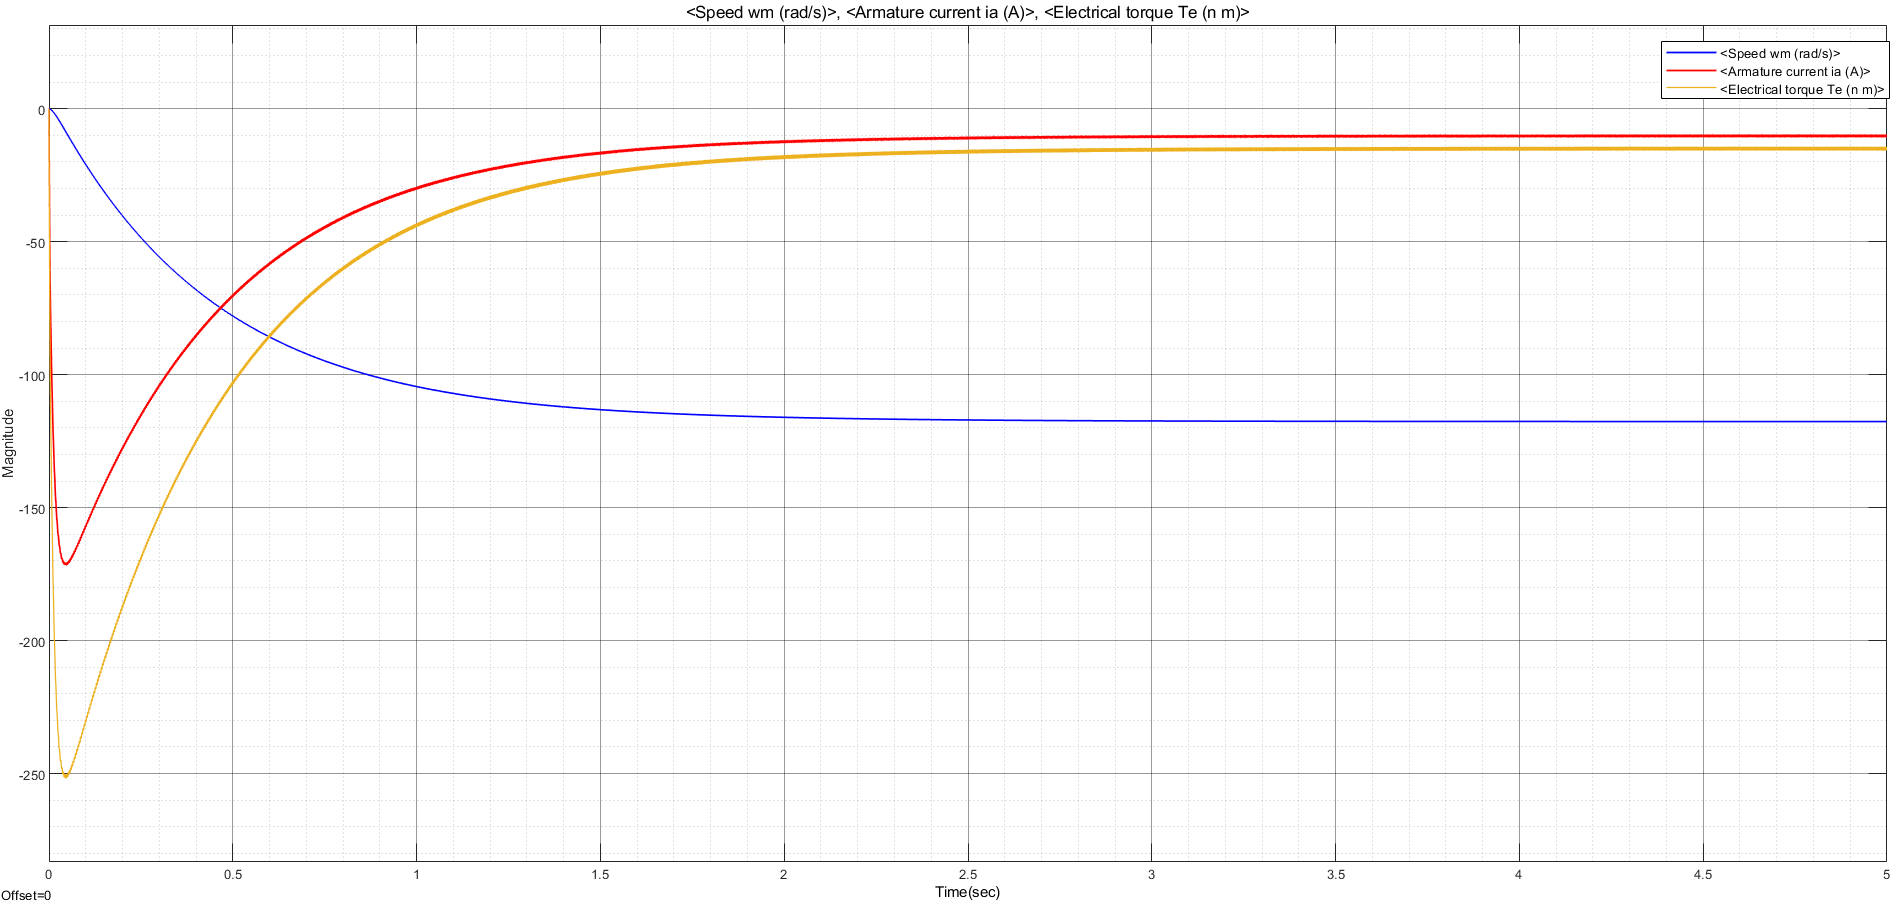 <Speed wm (rad/s)>, <Armature current ia (A)>, <Electrical torque Te (n m)>
<Speed wm (rad/s)>
<Armature current ia (A)>
<Electrical torque Te (n m)>
0
-50
-100
-150
-200
-250
Magnitude
0
0.5
1
1.5
2
2.5
3
3.5
4
4.5
5
Time(sec)
Offset=0